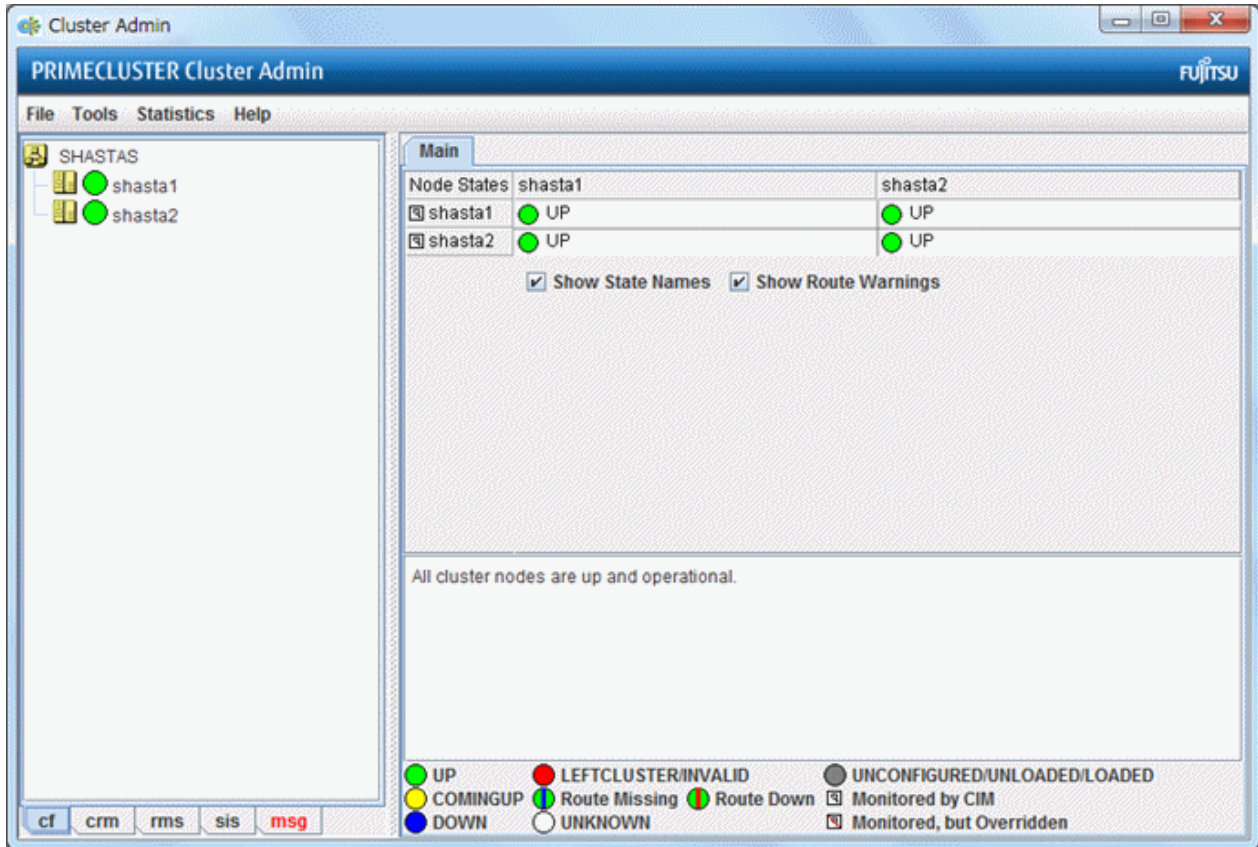 Cluster Admin
PRIMECLUSTER Cluster Admin
FUJITSU
File Tools Statistics Help
SHASTAS
shasta1
shasta2
Main
Node States shasta1 shasta2
shasta1 UP UP
shasta2 UP UP
Show State Names Show Route Warnings
All cluster nodes are up and operational.
UP LEFTCLUSTER/INVALID UNCONFIGURED/UNLOADED/LOADED
COMINGUP Route Missing Route Down Monitored by CIM
DOWN UNKNOWN Monitored, but Overridden
cf crm rms sis msg